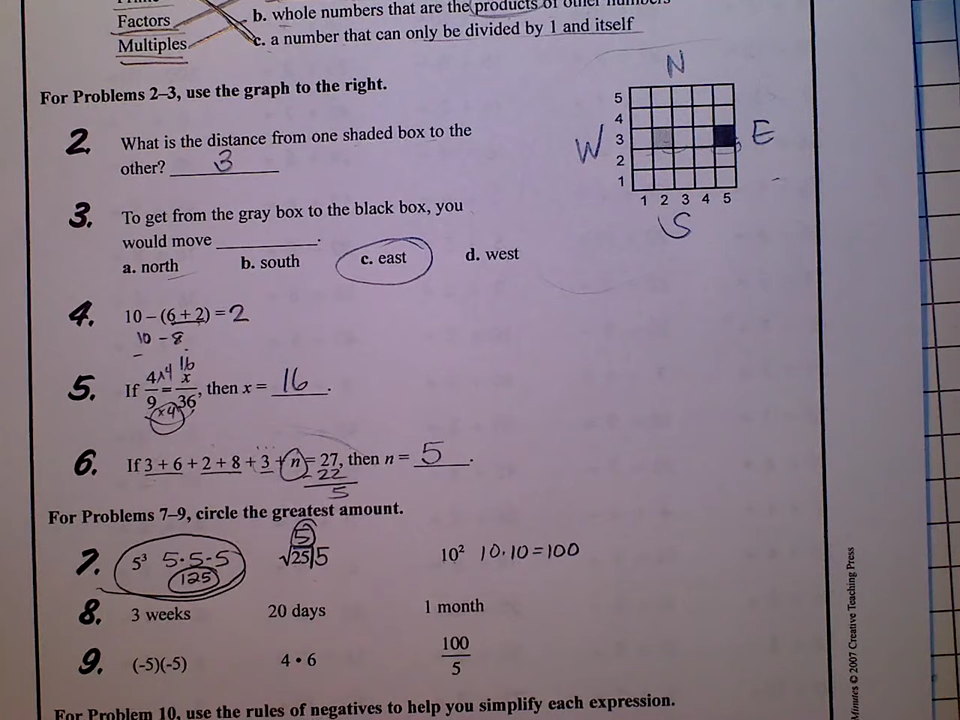 Factors
b. whole numbers that are the products of other numbers
Multiples
c. a number that can only be divided by 1 and itself
For Problems 2–3, use the graph to the right.
N
5
4
W 3 E
2
1
1 2 3 4 5
S
2. What is the distance from one shaded box to the
other? 3
3. To get from the gray box to the black box, you
would move __________.
a. north b. south c. east d. west
4. 10 – (6 + 2) = 2
10 - 8
5. If 4/9 = x/36, then x = 16.
x4 16
x4
6. If 3 + 6 + 2 + 8 + 3 + n = 27, then n = 5.
- 22
5
For Problems 7–9, circle the greatest amount.
5
7. 5³ 5·5·5 √25 5 10² 10·10=100
125
8. 3 weeks 20 days 1 month
9. (-5)(-5) 4 • 6 100/5
For Problem 10, use the rules of negatives to help you simplify each expression.
Minutes © 2007 Creative Teaching Press